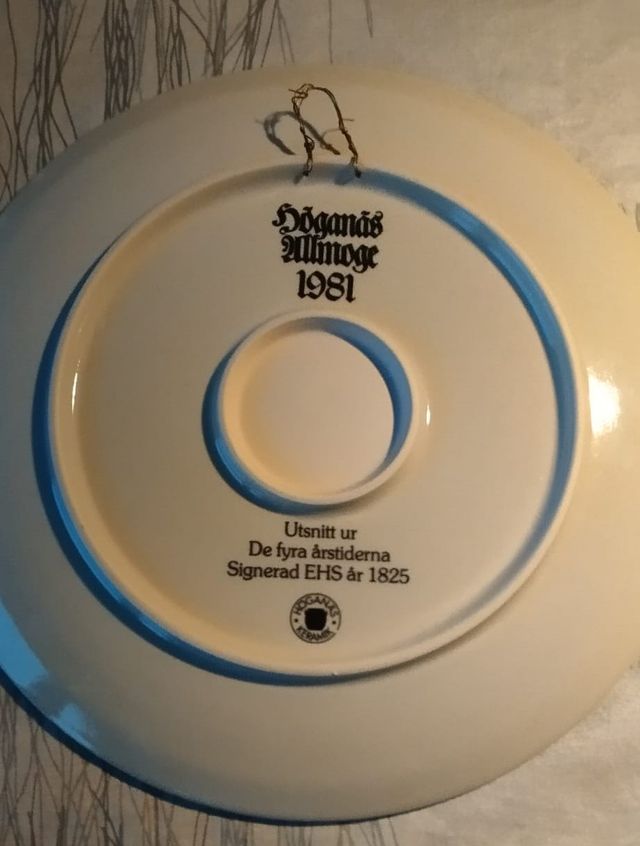 Höganäs
Allmoge
1981
Utsnitt ur
De fyra årstiderna
Signerad EHS år 1825
HÖGANÄS
KERAMIK